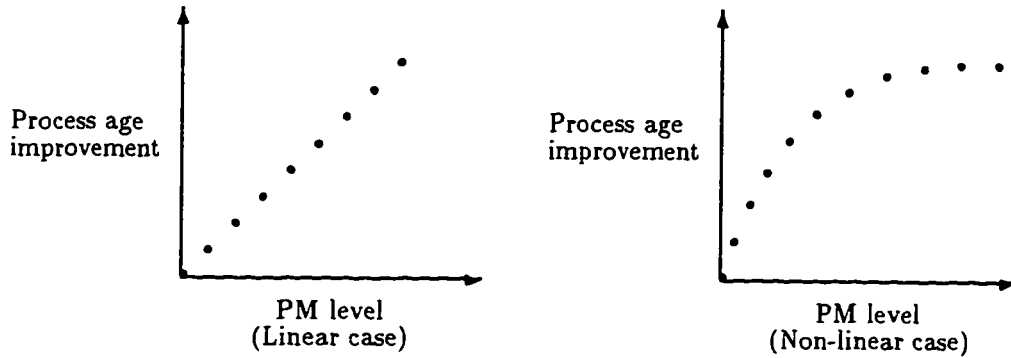 Process age
improvement
PM level
(Linear case)
Process age
improvement
PM level
(Non-linear case)